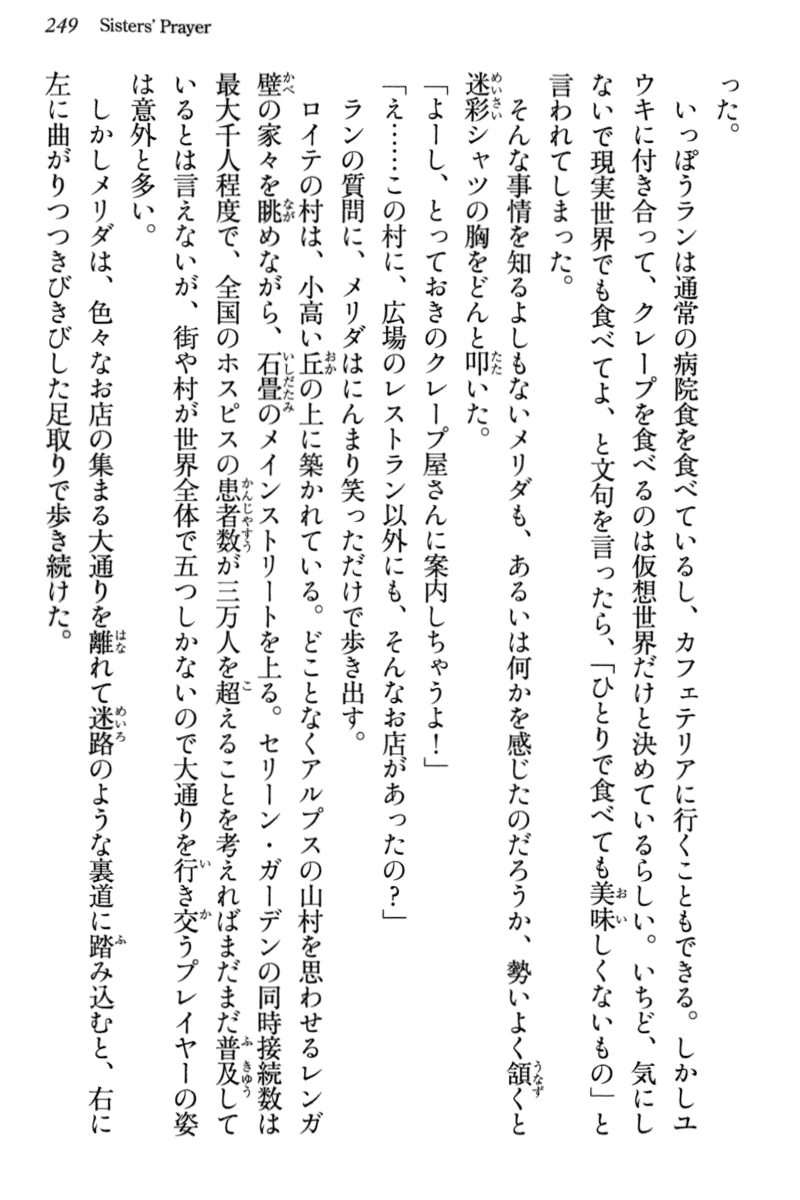 249 Sisters' Prayer
った。
いっぽうランは通常の病院食を食べているし、カフェテリアに行くこともできる。しかしユ
ウキに付き合って、クレープを食べるのは仮想世界だけと決めているらしい。いちど、気にし
ないで現実世界でも食べてよ、と文句を言ったら、「ひとりで食べても美味しくないもの」と
言われてしまった。
そんな事情を知るよしもないメリダも、あるいは何かを感じたのだろうか、勢いよく頷くと
迷彩シャツの胸をどんと叩いた。
「よーし、とっておきのクレープ屋さんに案内しちゃうよ！」
「え……この村に、広場のレストラン以外にも、そんなお店があったの？」
ランの質問に、メリダはにんまり笑っただけで歩き出す。
ロイテの村は、小高い丘の上に築かれている。どことなくアルプスの山村を思わせるレンガ
壁の家々を眺めながら、石畳のメインストリートを上る。セリーン・ガーデンの同時接続数は
最大千人程度で、全国のホスピスの患者数が三万人を超えることを考えればまだまだ普及して
いるとは言えないが、街や村が世界全体で五つしかないので大通りを行き交うプレイヤーの姿
は意外と多い。
しかしメリダは、色々なお店の集まる大通りを離れて迷路のような裏道に踏み込むと、右に
左に曲がりつつきびきびした足取りで歩き続けた。